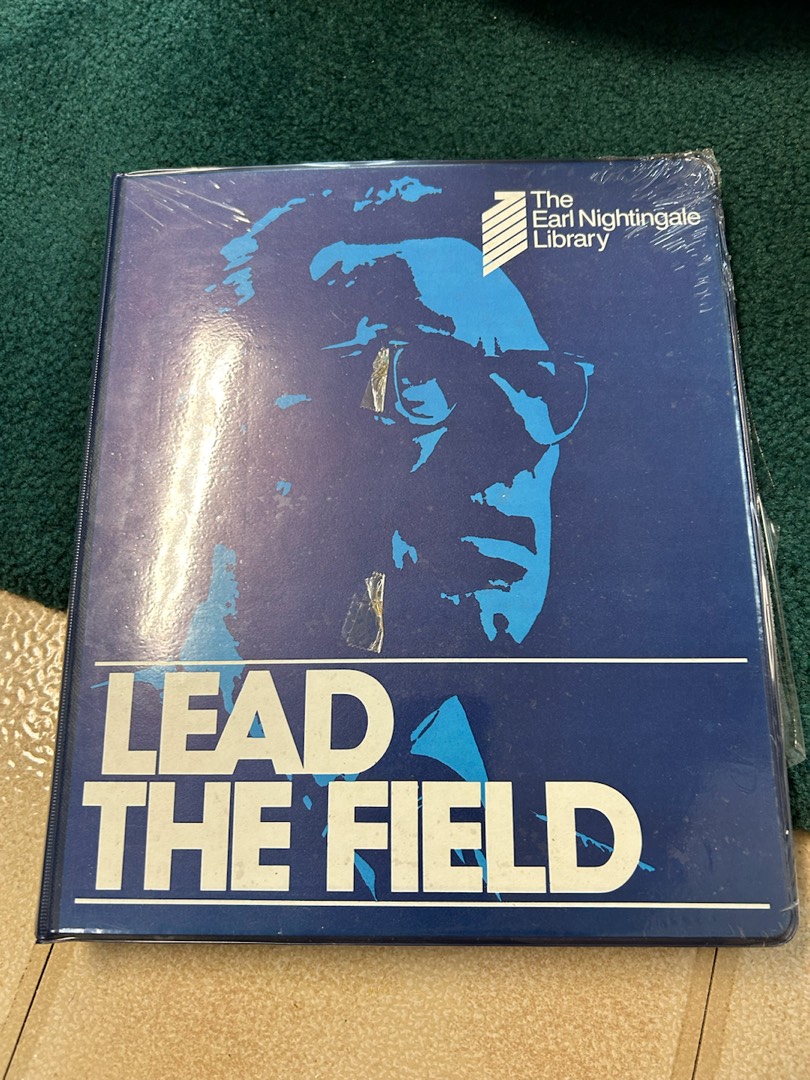 The
Earl Nightingale
Library
LEAD
THE FIELD